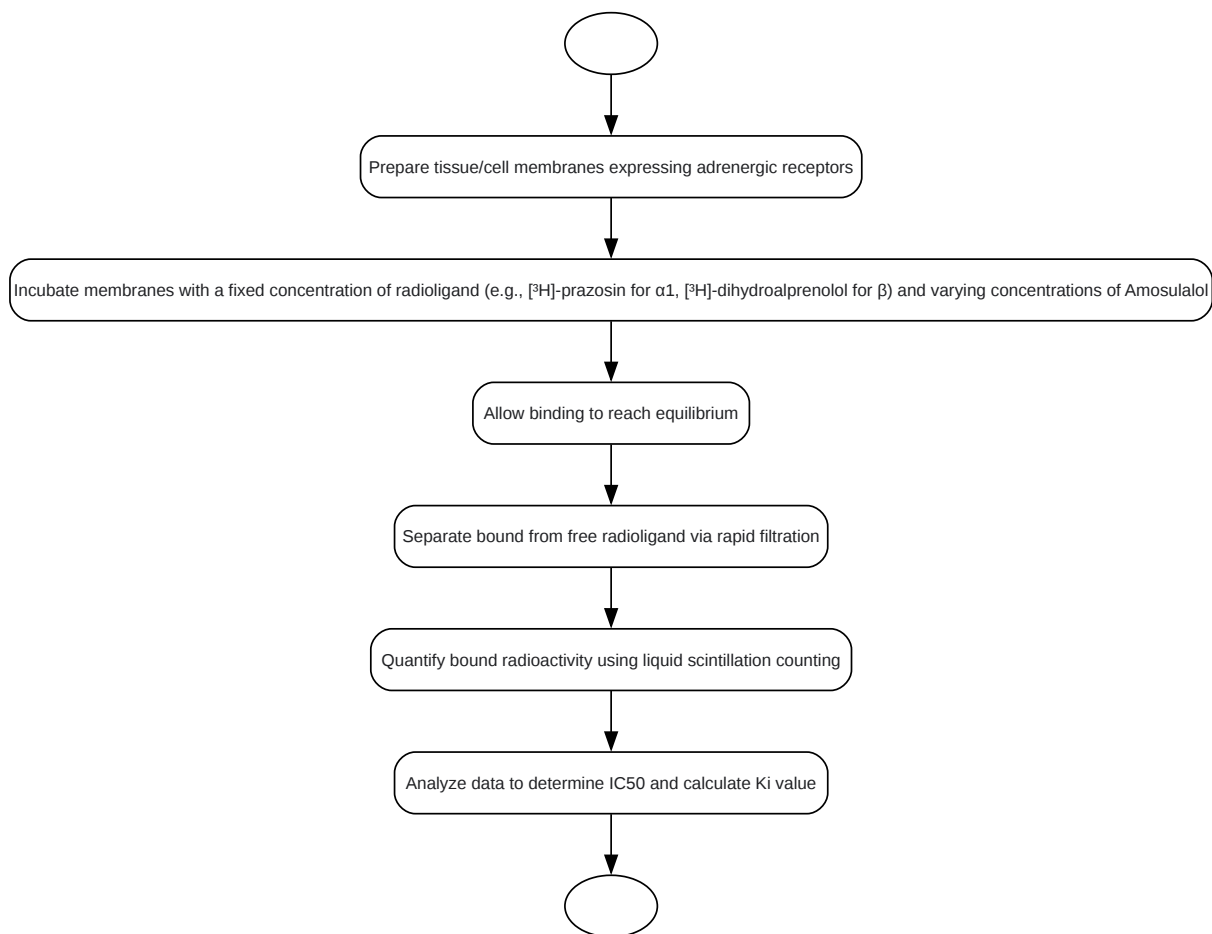 Prepare tissue/cell membranes expressing adrenergic receptors
Incubate membranes with a fixed concentration of radioligand (e.g., [³H]-prazosin for α1, [³H]-dihydroalprenolol for β) and varying concentrations of Amosulalol
Allow binding to reach equilibrium
Separate bound from free radioligand via rapid filtration
Quantify bound radioactivity using liquid scintillation counting
Analyze data to determine IC50 and calculate Ki value